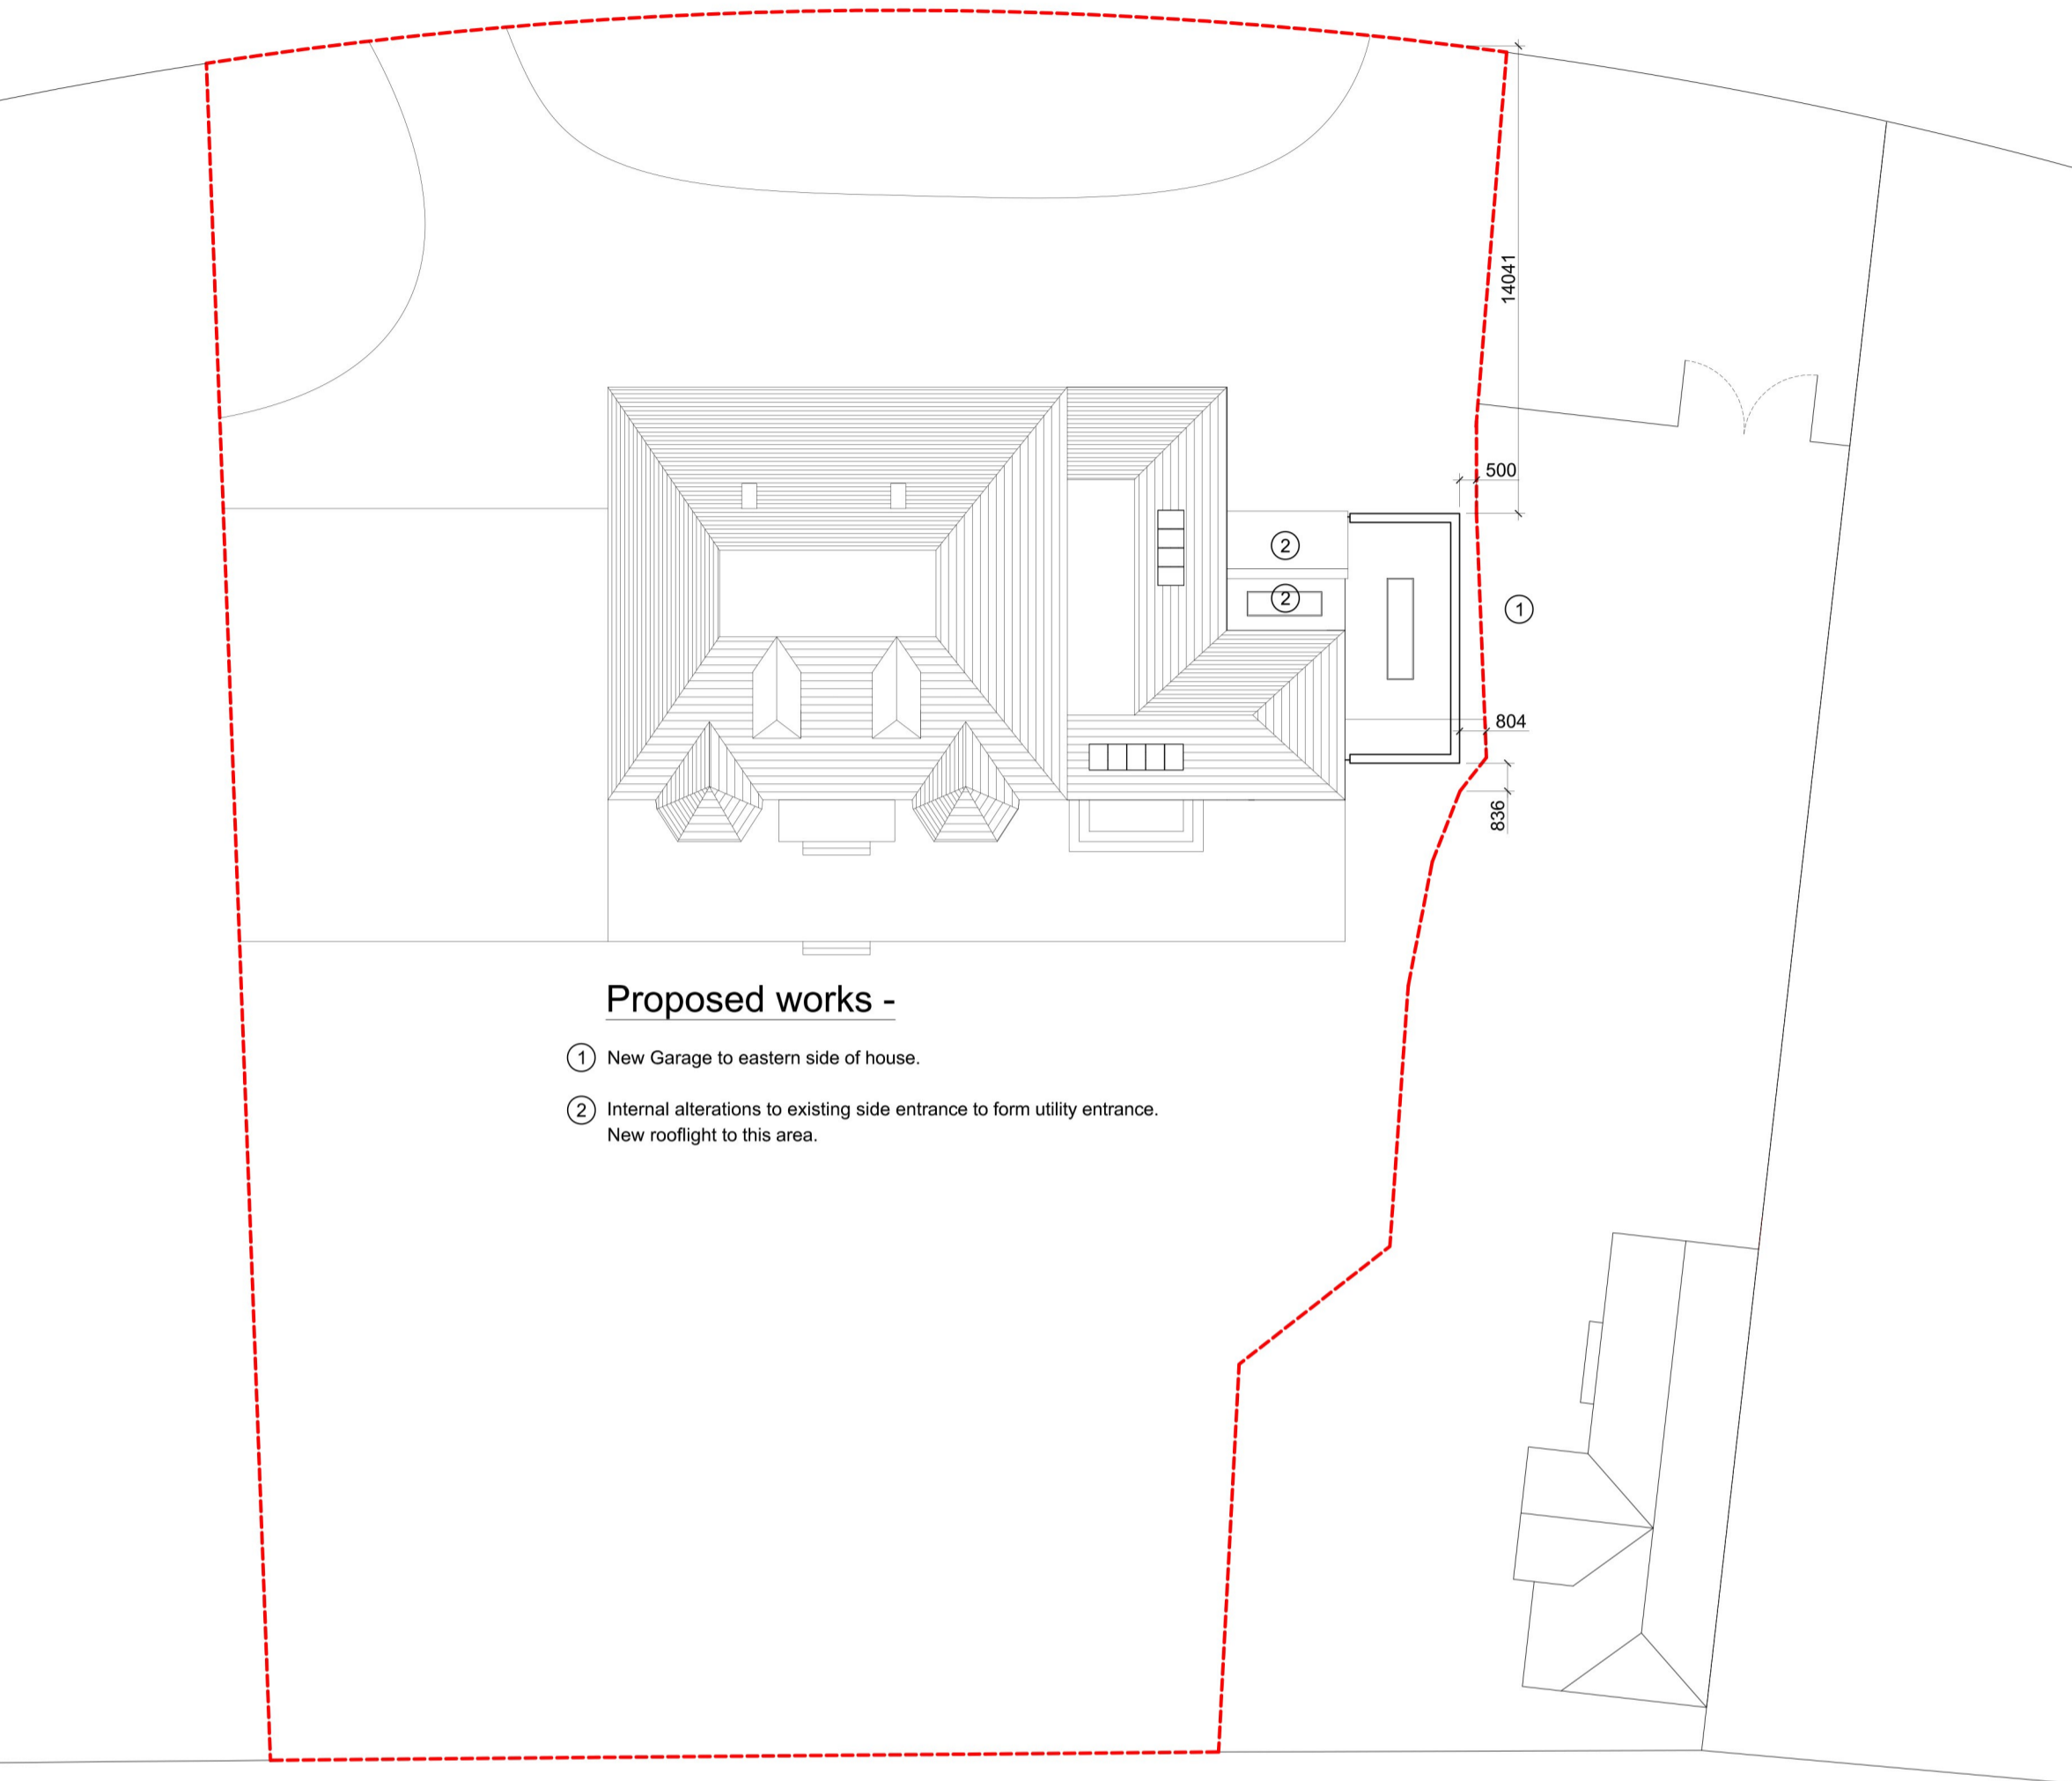 14041
500
2
2
1
804
836
Proposed works -
1 New Garage to eastern side of house.
2 Internal alterations to existing side entrance to form utility entrance.
New rooflight to this area.